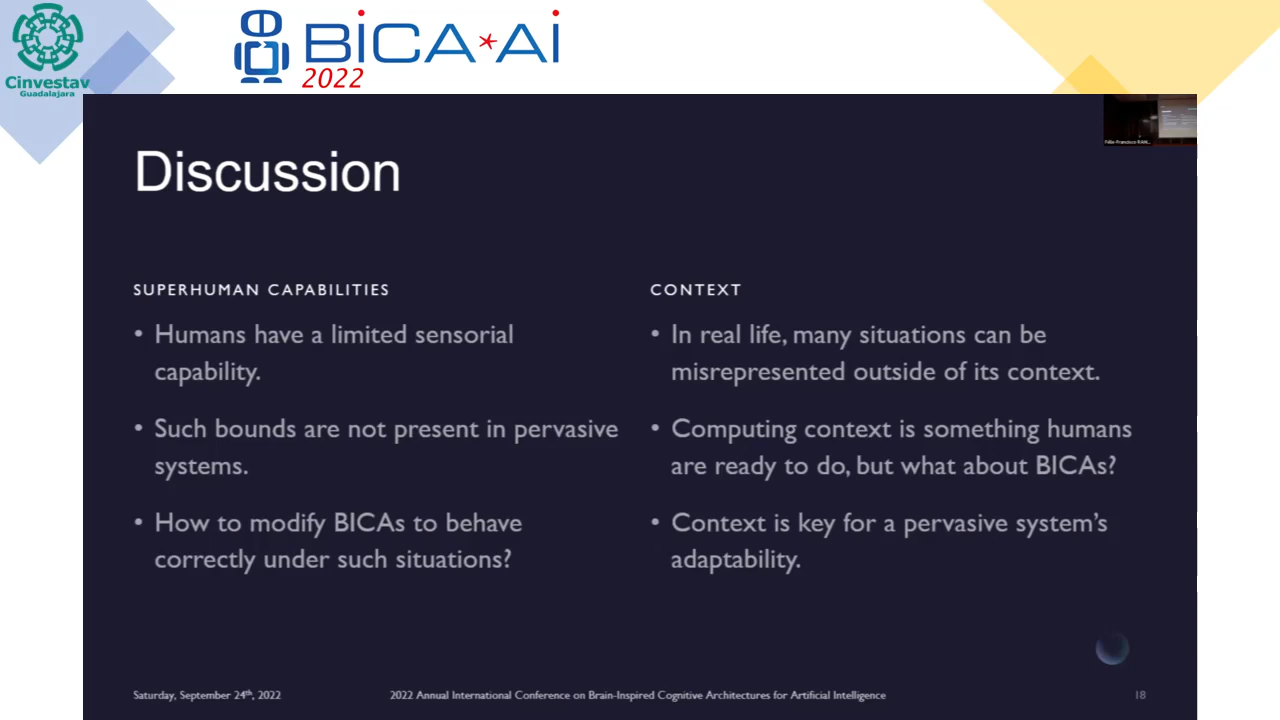 Cinvestav
Guadalajara
BiCA*Ai
2022
Discussion
SUPERHUMAN CAPABILITIES
• Humans have a limited sensorial
capability.
• Such bounds are not present in pervasive
systems.
• How to modify BICAs to behave
correctly under such situations?
CONTEXT
• In real life, many situations can be
misrepresented outside of its context.
• Computing context is something humans
are ready to do, but what about BICAs?
• Context is key for a pervasive system's
adaptability.
Saturday, September 24th, 2022
2022 Annual International Conference on Brain-Inspired Cognitive Architectures for Artificial Intelligence
18